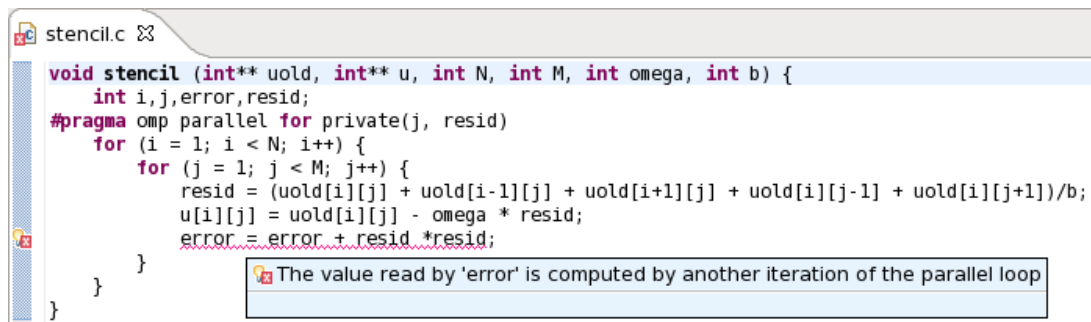 stencil.c
void stencil (int** uold, int** u, int N, int M, int omega, int b) {
int i,j,error,resid;
#pragma omp parallel for private(j, resid)
for (i = 1; i < N; i++) {
for (j = 1; j < M; j++) {
resid = (uold[i][j] + uold[i-1][j] + uold[i+1][j] + uold[i][j-1] + uold[i][j+1])/b;
u[i][j] = uold[i][j] - omega * resid;
error = error + resid *resid;
}
The value read by 'error' is computed by another iteration of the parallel loop
}
}